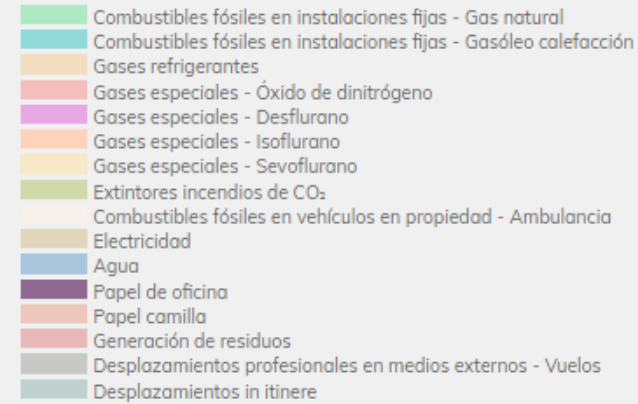 Combustibles fósiles en instalaciones fijas - Gas natural
Combustibles fósiles en instalaciones fijas - Gasóleo calefacción
Gases refrigerantes
Gases especiales - Óxido de dinitrógeno
Gases especiales - Desflurano
Gases especiales - Isoflurano
Gases especiales - Sevoflurano
Extintores incendios de CO₂
Combustibles fósiles en vehículos en propiedad - Ambulancia
Electricidad
Agua
Papel de oficina
Papel camilla
Generación de residuos
Desplazamientos profesionales en medios externos - Vuelos
Desplazamientos in itinere